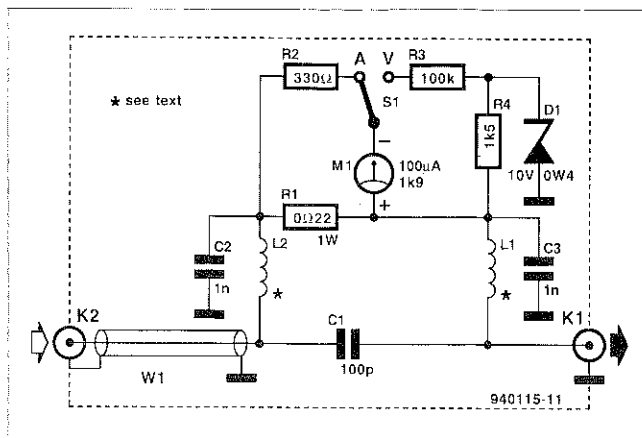 R2
330Ω
A
V
R3
100k
* see text
S1
R4
1k5
D1
10V 0W4
M1
100µA
1k9
−
+
R1
0Ω22
1W
C2
1n
L2
*
L1
*
C3
1n
K2
W1
C1
100p
K1
940115-11